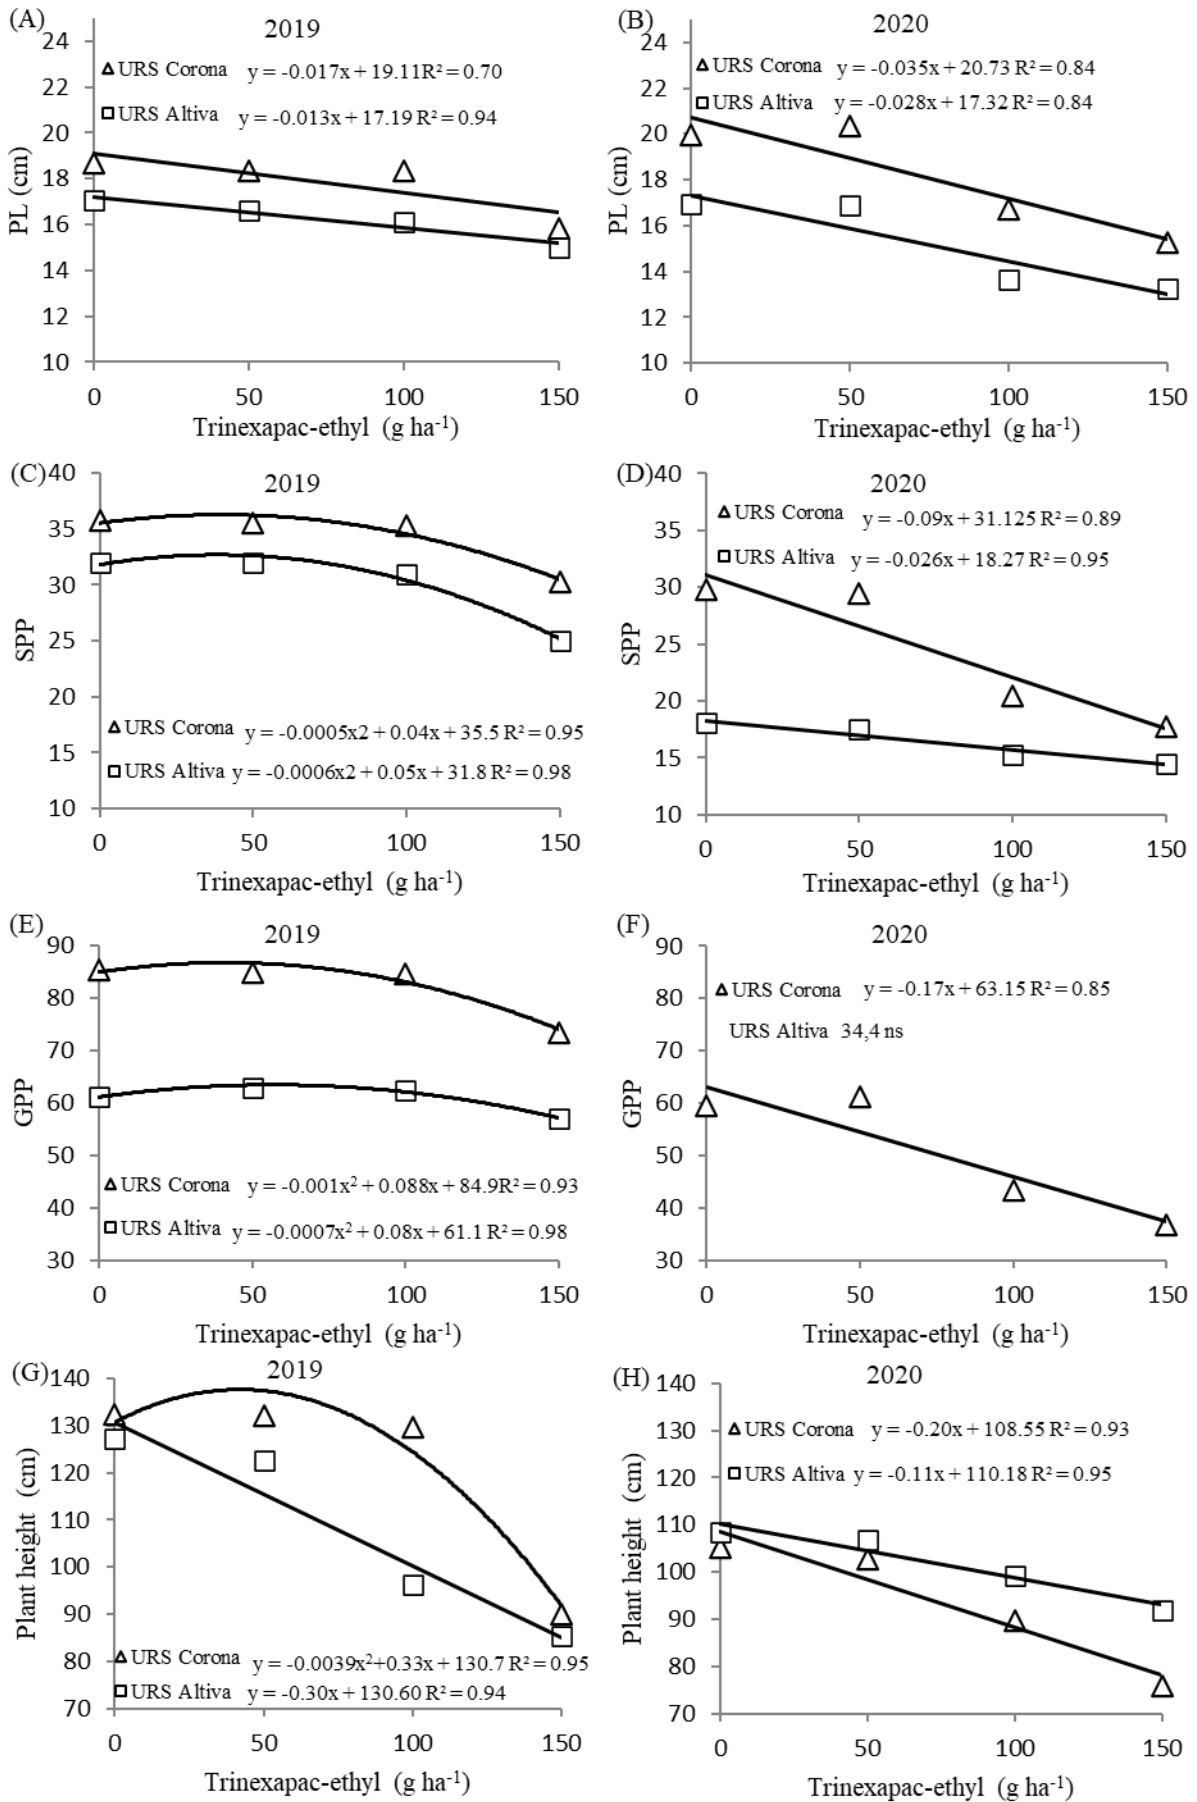 (A)
2019
24
22
20
18
16
14
12
10
PL (cm)
URS Corona y = -0.017x + 19.11R² = 0.70
URS Altiva y = -0.013x + 17.19 R² = 0.94
0 50 100 150
Trinexapac-ethyl (g ha⁻¹)
(B)
2020
24
22
20
18
16
14
12
10
PL (cm)
URS Corona y = -0.035x + 20.73 R² = 0.84
URS Altiva y = -0.028x + 17.32 R² = 0.84
0 50 100 150
Trinexapac-ethyl (g ha⁻¹)
(C)
2019
40
35
30
25
20
15
10
SPP
URS Corona y = -0.0005x2 + 0.04x + 35.5 R² = 0.95
URS Altiva y = -0.0006x2 + 0.05x + 31.8 R² = 0.98
0 50 100 150
Trinexapac-ethyl (g ha⁻¹)
(D)
2020
40
35
30
25
20
15
10
SPP
URS Corona y = -0.09x + 31.125 R² = 0.89
URS Altiva y = -0.026x + 18.27 R² = 0.95
0 50 100 150
Trinexapac-ethyl (g ha⁻¹)
(E)
2019
90
80
70
60
50
40
30
GPP
URS Corona y = -0.001x² + 0.088x + 84.9R² = 0.93
URS Altiva y = -0.0007x² + 0.08x + 61.1 R² = 0.98
0 50 100 150
Trinexapac-ethyl (g ha⁻¹)
(F)
2020
90
80
70
60
50
40
30
GPP
URS Corona y = -0.17x + 63.15 R² = 0.85
URS Altiva 34,4 ns
0 50 100 150
Trinexapac-ethyl (g ha⁻¹)
(G)
2019
140
130
120
110
100
90
80
70
Plant height (cm)
URS Corona y = -0.0039x²+0.33x + 130.7 R² = 0.95
URS Altiva y = -0.30x + 130.60 R² = 0.94
0 50 100 150
Trinexapac-ethyl (g ha⁻¹)
(H)
2020
140
130
120
110
100
90
80
70
Plant height (cm)
URS Corona y = -0.20x + 108.55 R² = 0.93
URS Altiva y = -0.11x + 110.18 R² = 0.95
0 50 100 150
Trinexapac-ethyl (g ha⁻¹)